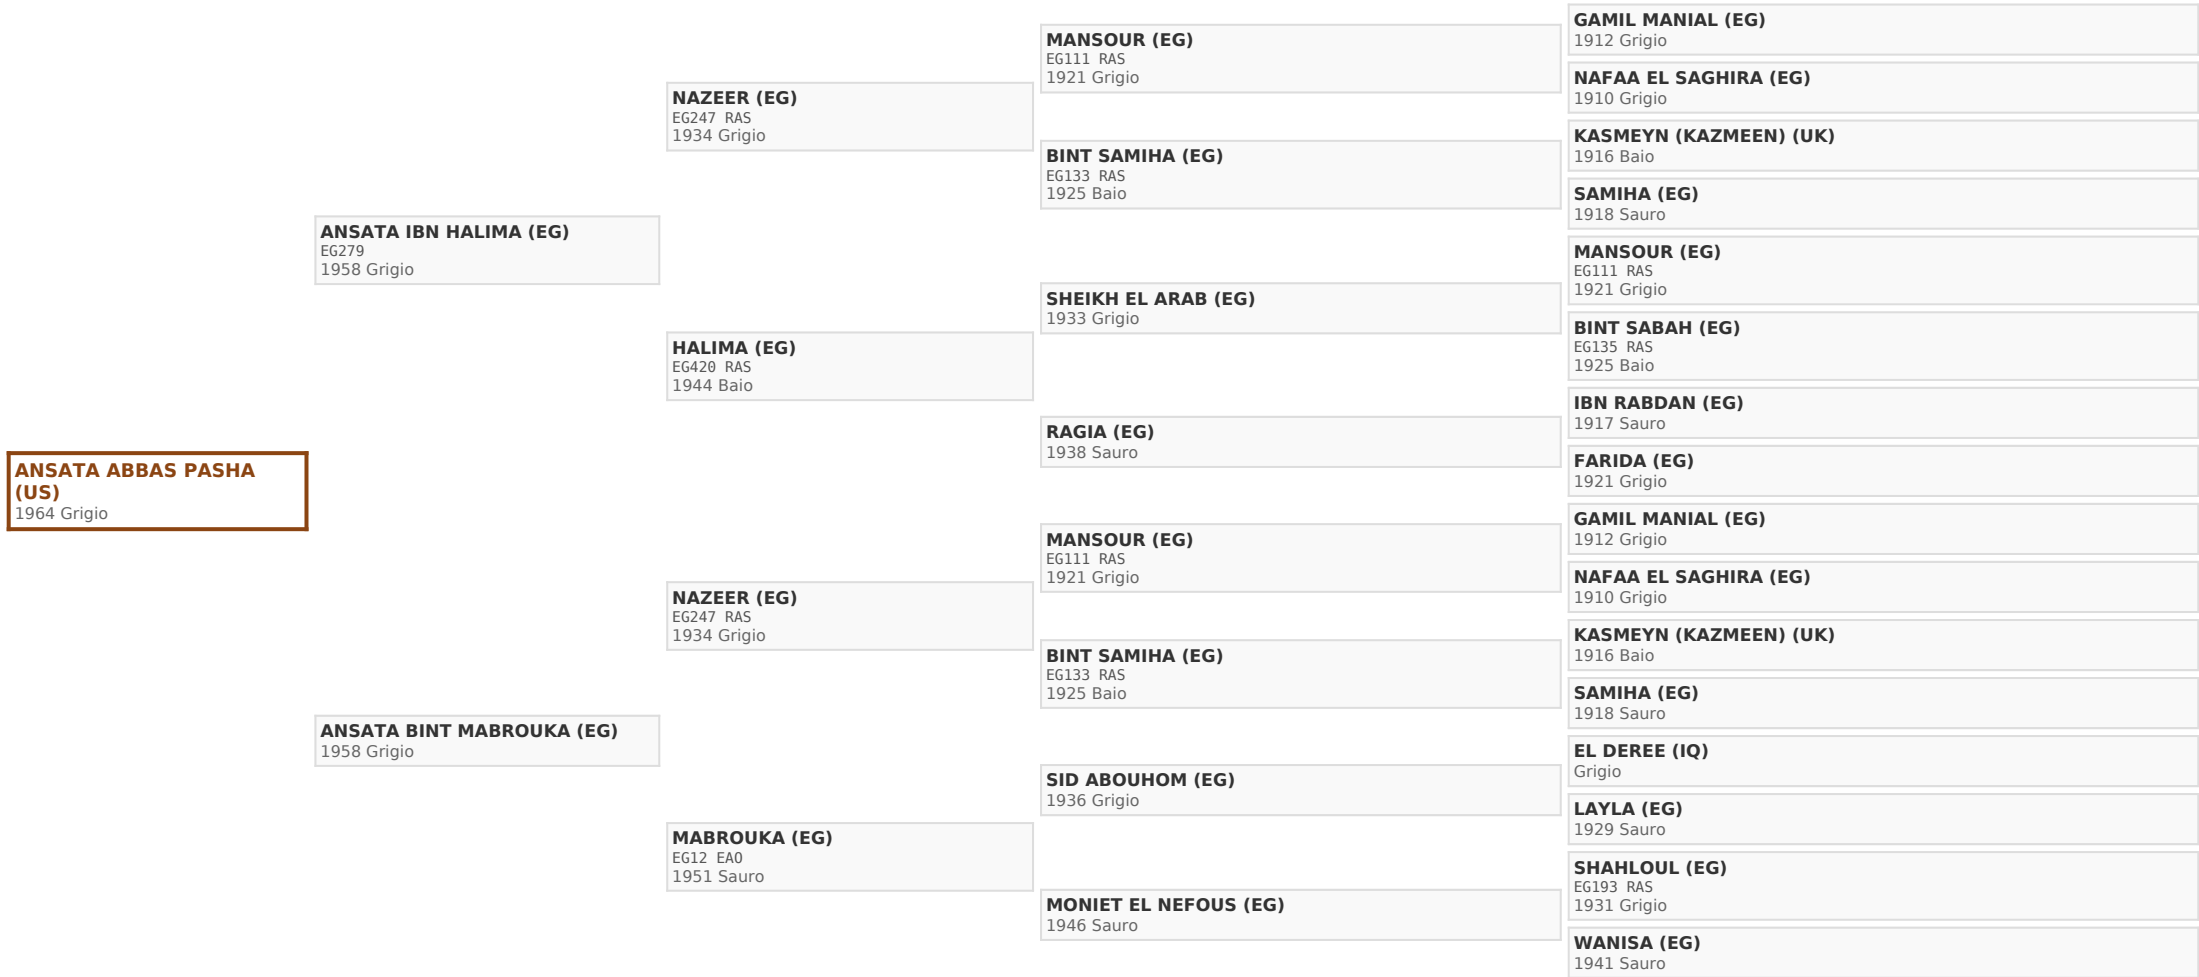 ANSATA ABBAS PASHA
(US)
1964 Grigio
ANSATA IBN HALIMA (EG)
EG279
1958 Grigio
ANSATA BINT MABROUKA (EG)
1958 Grigio
NAZEER (EG)
EG247 RAS
1934 Grigio
HALIMA (EG)
EG420 RAS
1944 Baio
NAZEER (EG)
EG247 RAS
1934 Grigio
MABROUKA (EG)
EG12 EAO
1951 Sauro
MANSOUR (EG)
EG111 RAS
1921 Grigio
BINT SAMIHA (EG)
EG133 RAS
1925 Baio
SHEIKH EL ARAB (EG)
1933 Grigio
RAGIA (EG)
1938 Sauro
MANSOUR (EG)
EG111 RAS
1921 Grigio
BINT SAMIHA (EG)
EG133 RAS
1925 Baio
SID ABOUHOM (EG)
1936 Grigio
MONIET EL NEFOUS (EG)
1946 Sauro
GAMIL MANIAL (EG)
1912 Grigio
NAFAA EL SAGHIRA (EG)
1910 Grigio
KASMEYN (KAZMEEN) (UK)
1916 Baio
SAMIHA (EG)
1918 Sauro
MANSOUR (EG)
EG111 RAS
1921 Grigio
BINT SABAH (EG)
EG135 RAS
1925 Baio
IBN RABDAN (EG)
1917 Sauro
FARIDA (EG)
1921 Grigio
GAMIL MANIAL (EG)
1912 Grigio
NAFAA EL SAGHIRA (EG)
1910 Grigio
KASMEYN (KAZMEEN) (UK)
1916 Baio
SAMIHA (EG)
1918 Sauro
EL DEREE (IQ)
Grigio
LAYLA (EG)
1929 Sauro
SHAHLOUL (EG)
EG193 RAS
1931 Grigio
WANISA (EG)
1941 Sauro